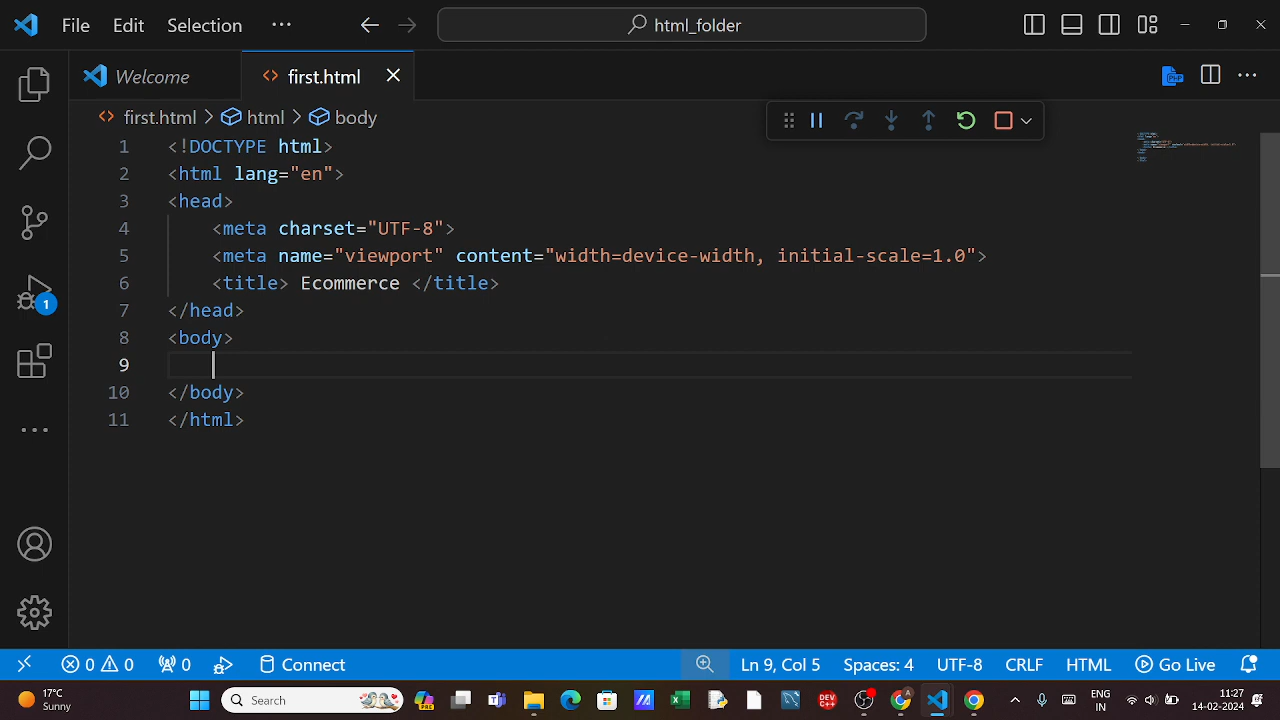 File Edit Selection ··· html_folder
Welcome first.html
first.html > html > body
1 <!DOCTYPE html>
2 <html lang="en">
3 <head>
4 <meta charset="UTF-8">
5 <meta name="viewport" content="width=device-width, initial-scale=1.0">
6 <title> Ecommerce </title>
7 </head>
8 <body>
9
10 </body>
11 </html>
1
0 0 0 Connect Ln 9, Col 5 Spaces: 4 UTF-8 CRLF HTML Go Live
17°C
Sunny
Search
PRE
DEV
C++
A
ENG
IN
11:27
14-02-2024
PHP